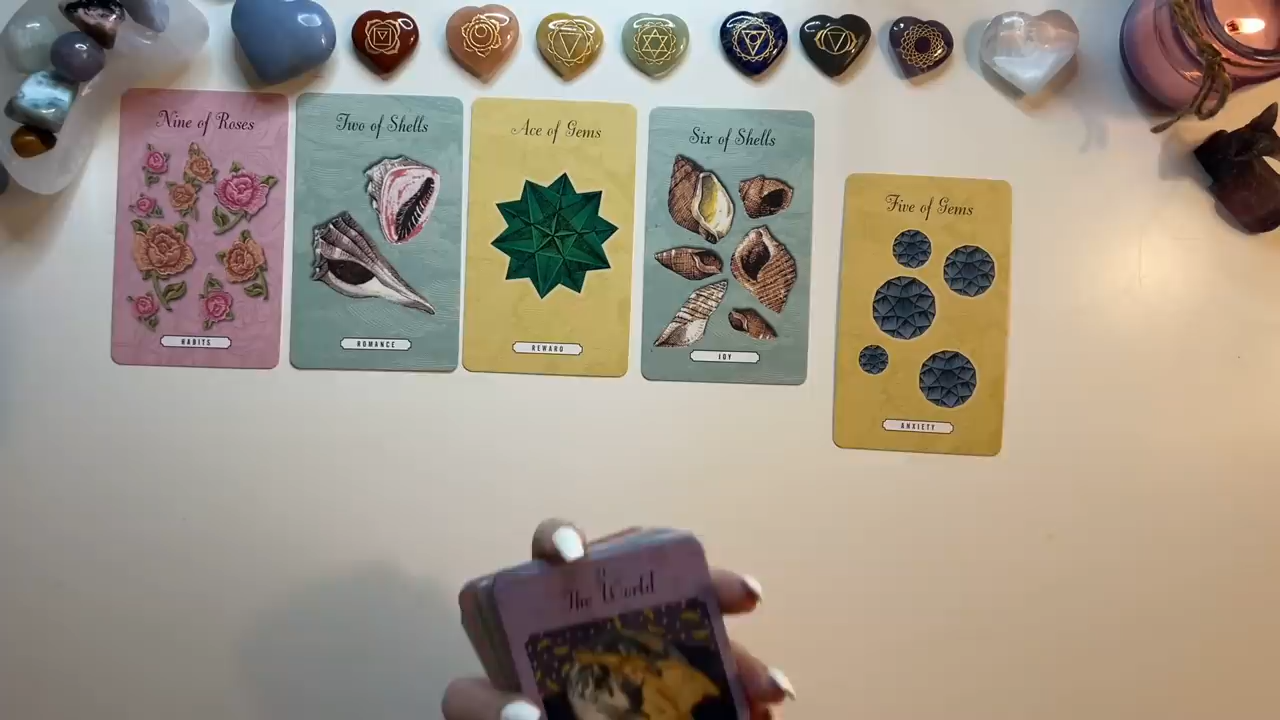 Nine of Roses
HABITS
Two of Shells
ROMANCE
Ace of Gems
REWARD
Six of Shells
JOY
Five of Gems
ANXIETY
The World